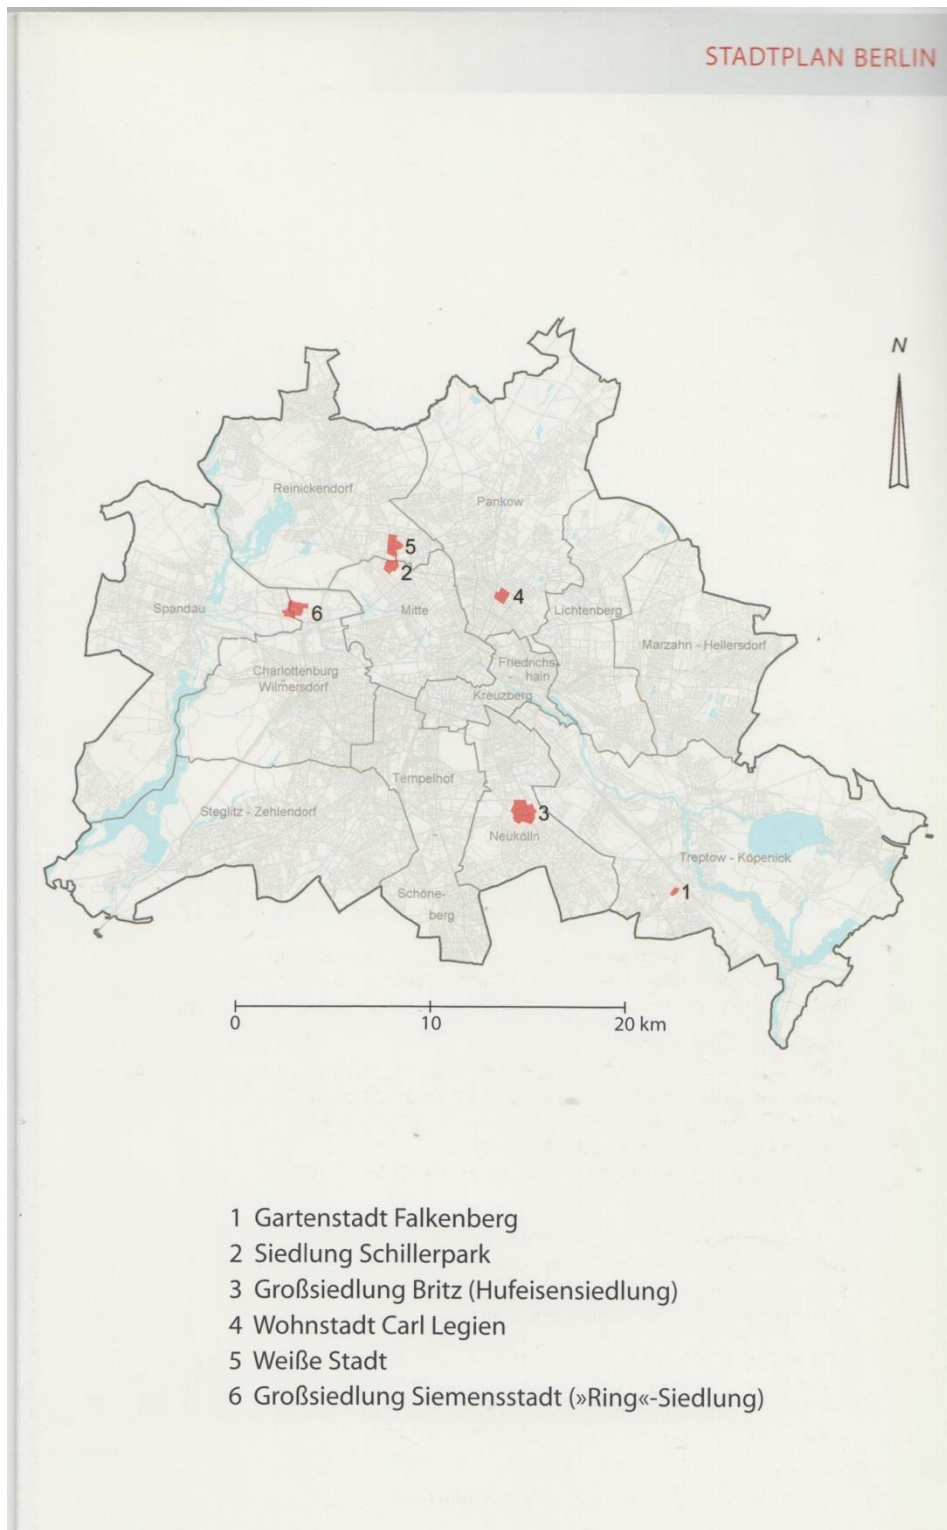 STADTPLAN BERLIN
N
Reinickendorf
Pankow
5
2
4
6
Spandau
Mitte
Lichtenberg
Marzahn - Hellersdorf
Charlottenburg
Wilmersdorf
Friedrichs-
hain
Kreuzberg
Tempelhof
Steglitz - Zehlendorf
3
Neukölln
Treptow - Köpenick
1
Schöne-
berg
0 10 20 km
1 Gartenstadt Falkenberg
2 Siedlung Schillerpark
3 Großsiedlung Britz (Hufeisensiedlung)
4 Wohnstadt Carl Legien
5 Weiße Stadt
6 Großsiedlung Siemensstadt (»Ring«-Siedlung)